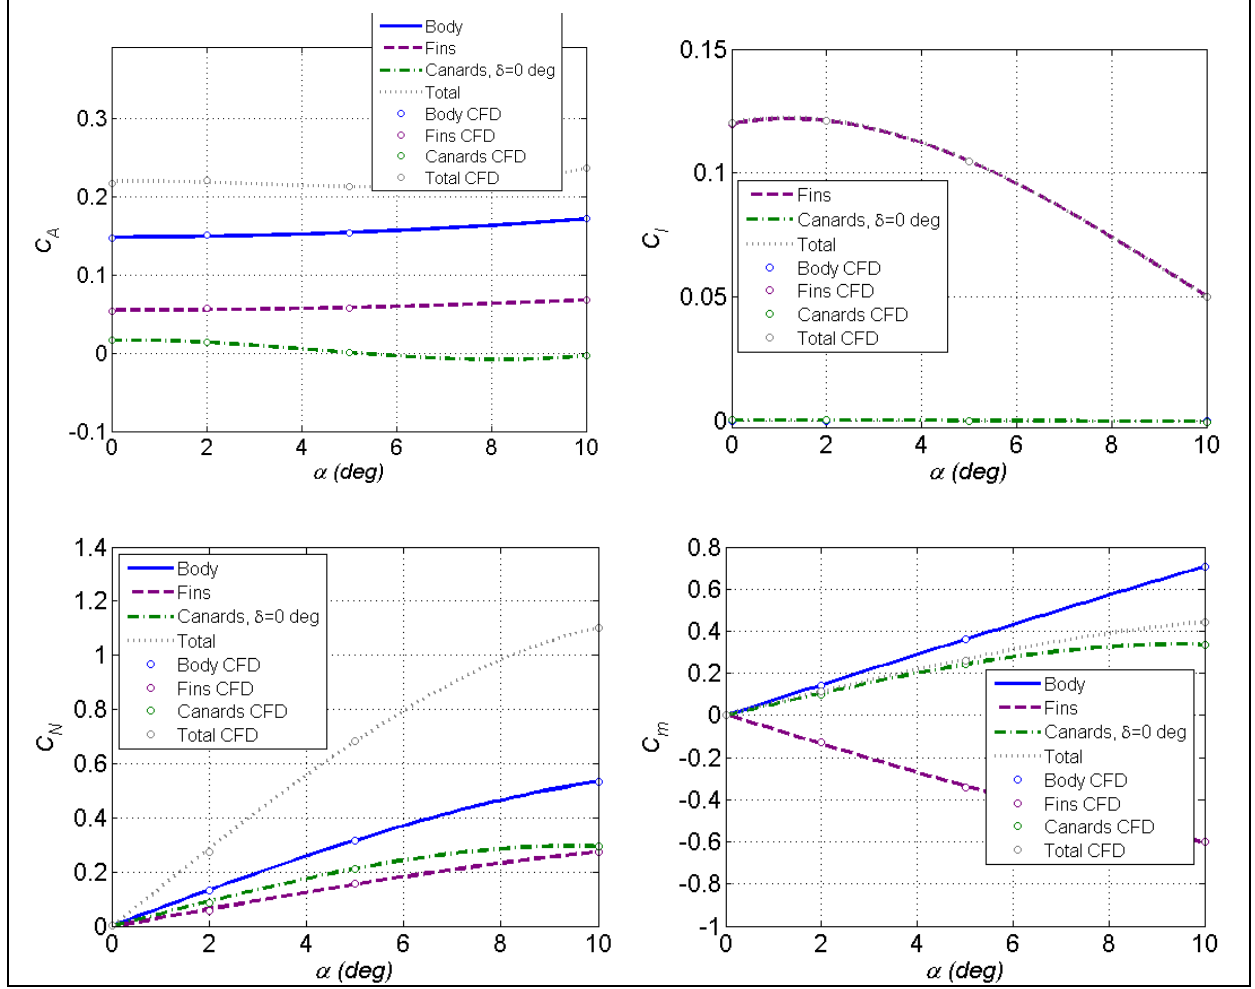 Body
Fins
Canards, δ=0 deg
Total
Body CFD
Fins CFD
Canards CFD
Total CFD
0.3
0.2
0.1
0
-0.1
C_A
0 2 4 6 8 10
α (deg)
0.15
0.1
0.05
0
C_l
Fins
Canards, δ=0 deg
Total
Body CFD
Fins CFD
Canards CFD
Total CFD
0 2 4 6 8 10
α (deg)
1.4
1.2
1
0.8
0.6
0.4
0.2
0
C_N
Body
Fins
Canards, δ=0 deg
Total
Body CFD
Fins CFD
Canards CFD
Total CFD
0 2 4 6 8 10
α (deg)
0.8
0.6
0.4
0.2
0
-0.2
-0.4
-0.6
-0.8
-1
C_m
Body
Fins
Canards, δ=0 deg
Total
Body CFD
Fins CFD
Canards CFD
Total CFD
0 2 4 6 8 10
α (deg)